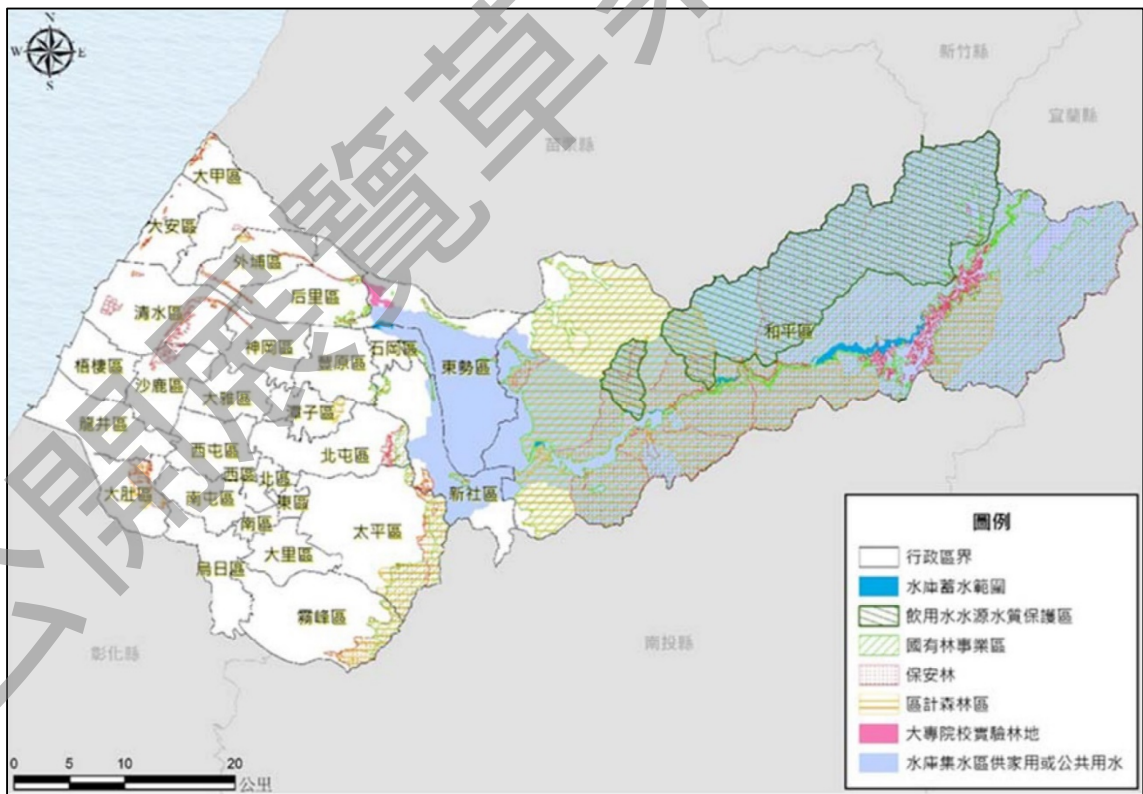 N
W E
S
新竹縣
宜蘭縣
苗栗縣
大甲區
大安區
外埔區
后里區
清水區
和平區
神岡區
豐原區
石岡區
東勢區
梧棲區
沙鹿區
大雅區
潭子區
龍井區
西屯區
北屯區
大肚區
南屯區
西區
北區
東區
新社區
南區
太平區
大里區
烏日區
霧峰區
彰化縣
南投縣
公開展覽草案
圖例
行政區界
水庫蓄水範圍
飲用水水源水質保護區
國有林事業區
保安林
區計森林區
大專院校實驗林地
水庫集水區供家用或公共用水
0 5 10 20
公里